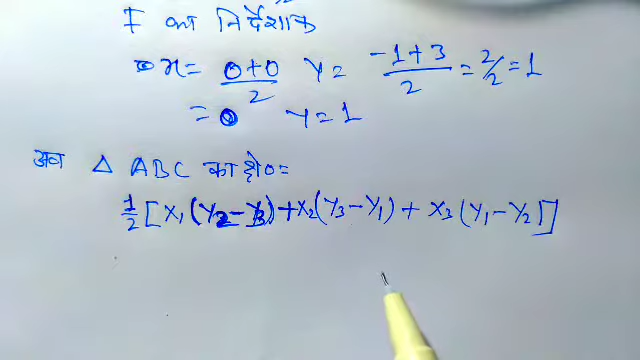 F का निर्देशांक
x = 0+0/2 Y = -1+3/2 = 2/2 = 1
= 0 Y = 1
अब △ ABC का क्षे० =
1/2 [X₁(Y₂-Y₃)+X₂(Y₃-Y₁)+X₃(Y₁-Y₂)]